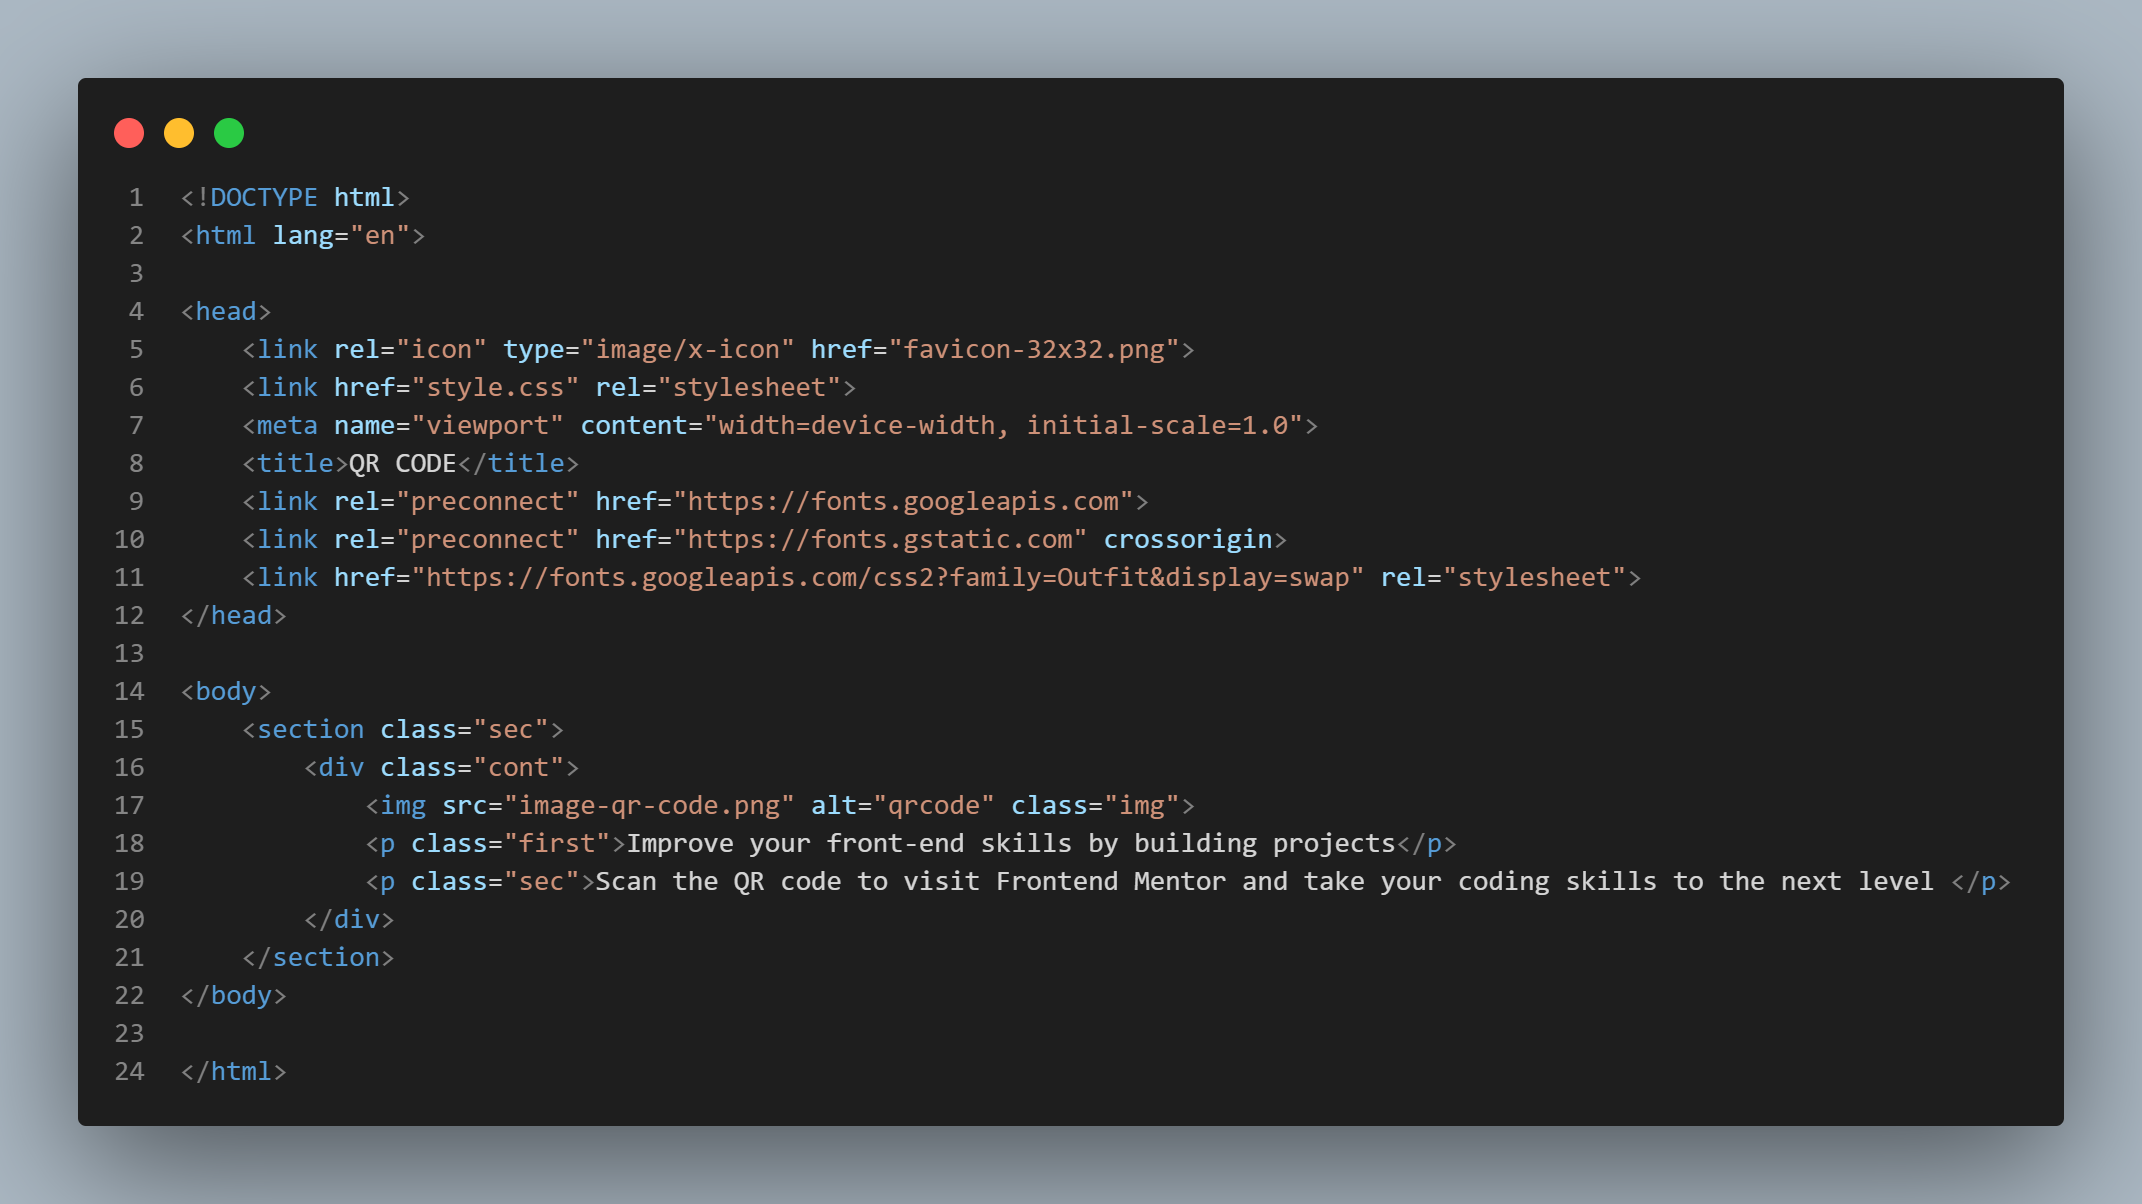 1 <!DOCTYPE html>
2 <html lang="en">
3
4 <head>
5     <link rel="icon" type="image/x-icon" href="favicon-32x32.png">
6     <link href="style.css" rel="stylesheet">
7     <meta name="viewport" content="width=device-width, initial-scale=1.0">
8     <title>QR CODE</title>
9     <link rel="preconnect" href="https://fonts.googleapis.com">
10     <link rel="preconnect" href="https://fonts.gstatic.com" crossorigin>
11     <link href="https://fonts.googleapis.com/css2?family=Outfit&display=swap" rel="stylesheet">
12 </head>
13
14 <body>
15     <section class="sec">
16         <div class="cont">
17             <img src="image-qr-code.png" alt="qrcode" class="img">
18             <p class="first">Improve your front-end skills by building projects</p>
19             <p class="sec">Scan the QR code to visit Frontend Mentor and take your coding skills to the next level </p>
20         </div>
21     </section>
22 </body>
23
24 </html>